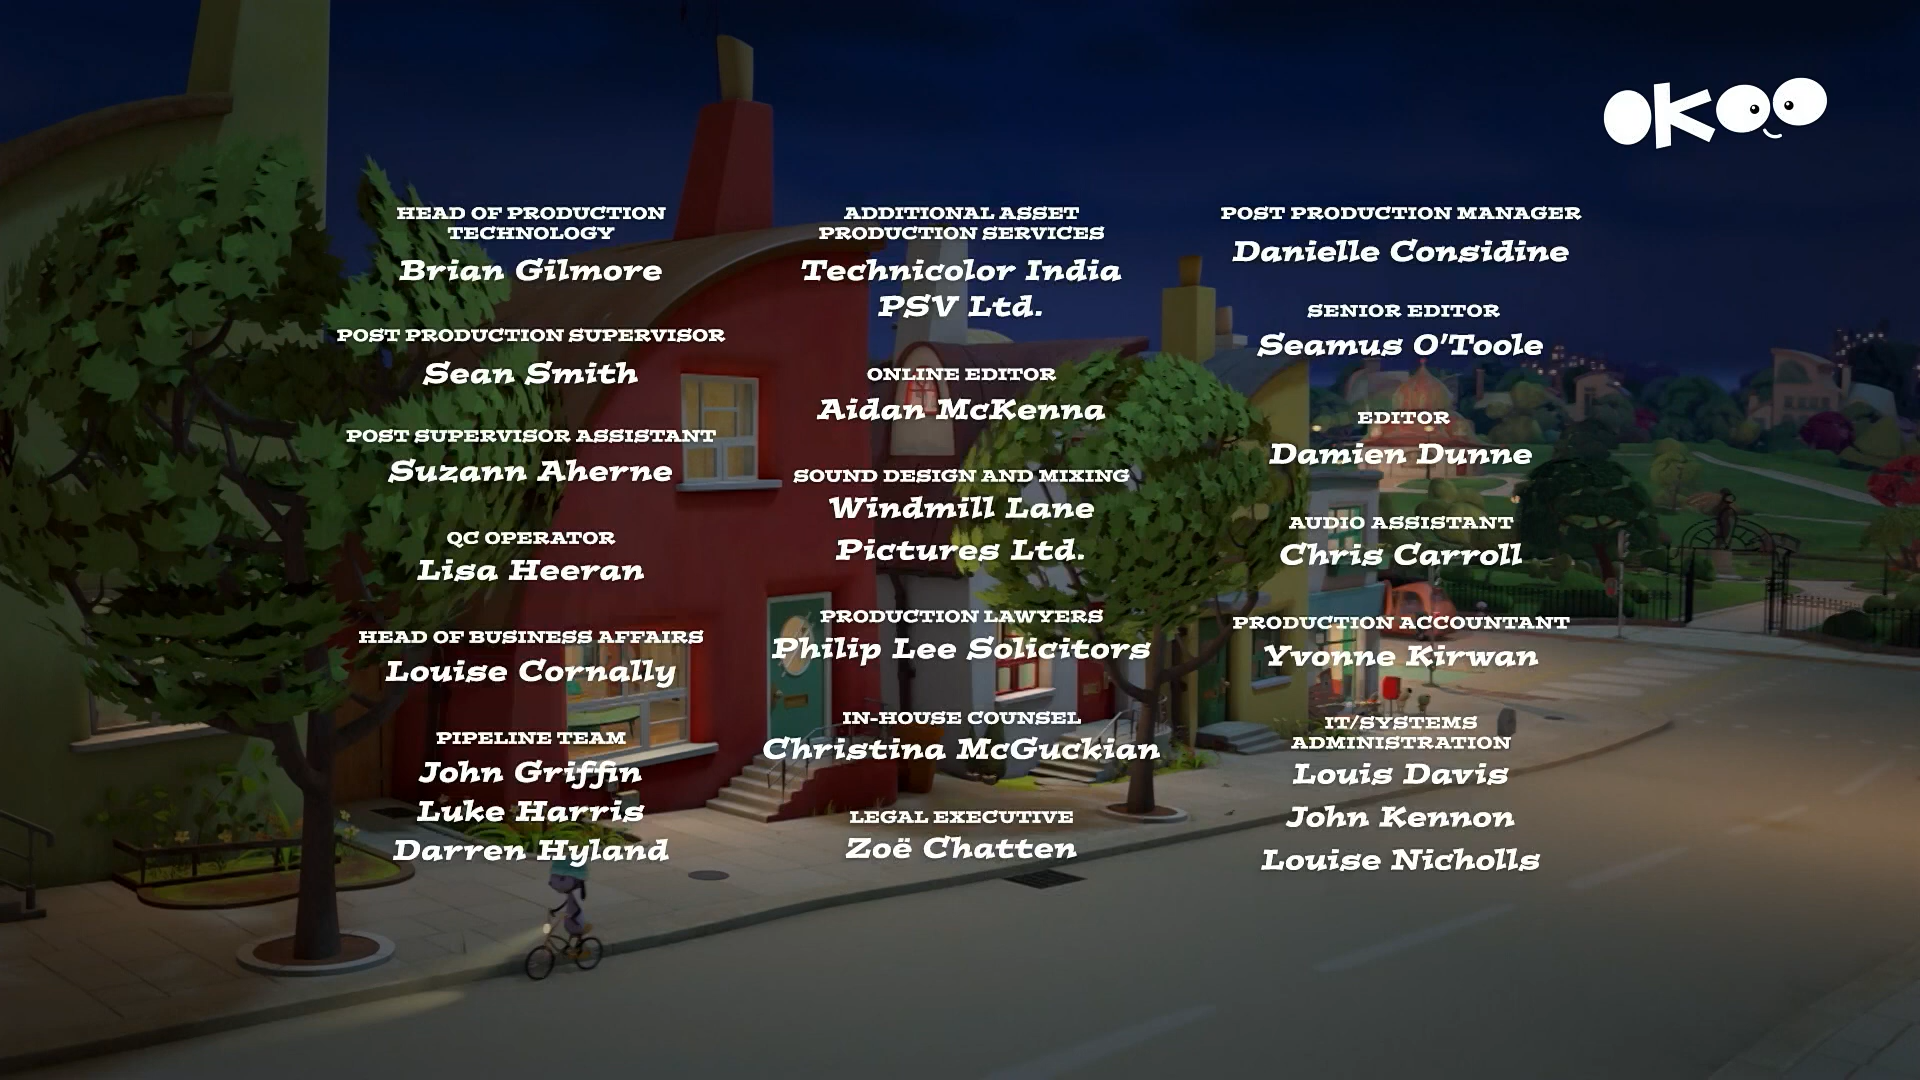 OKOO
HEAD OF PRODUCTION
TECHNOLOGY
Brian Gilmore
POST PRODUCTION SUPERVISOR
Sean Smith
POST SUPERVISOR ASSISTANT
Suzann Aherne
QC OPERATOR
Lisa Heeran
HEAD OF BUSINESS AFFAIRS
Louise Cornally
PIPELINE TEAM
John Griffin
Luke Harris
Darren Hyland
ADDITIONAL ASSET
PRODUCTION SERVICES
Technicolor India
PSV Ltd.
ONLINE EDITOR
Aidan McKenna
SOUND DESIGN AND MIXING
Windmill Lane
Pictures Ltd.
PRODUCTION LAWYERS
Philip Lee Solicitors
IN-HOUSE COUNSEL
Christina McGuckian
LEGAL EXECUTIVE
Zoë Chatten
POST PRODUCTION MANAGER
Danielle Considine
SENIOR EDITOR
Seamus O'Toole
EDITOR
Damien Dunne
AUDIO ASSISTANT
Chris Carroll
PRODUCTION ACCOUNTANT
Yvonne Kirwan
IT/SYSTEMS
ADMINISTRATION
Louis Davis
John Kennon
Louise Nicholls